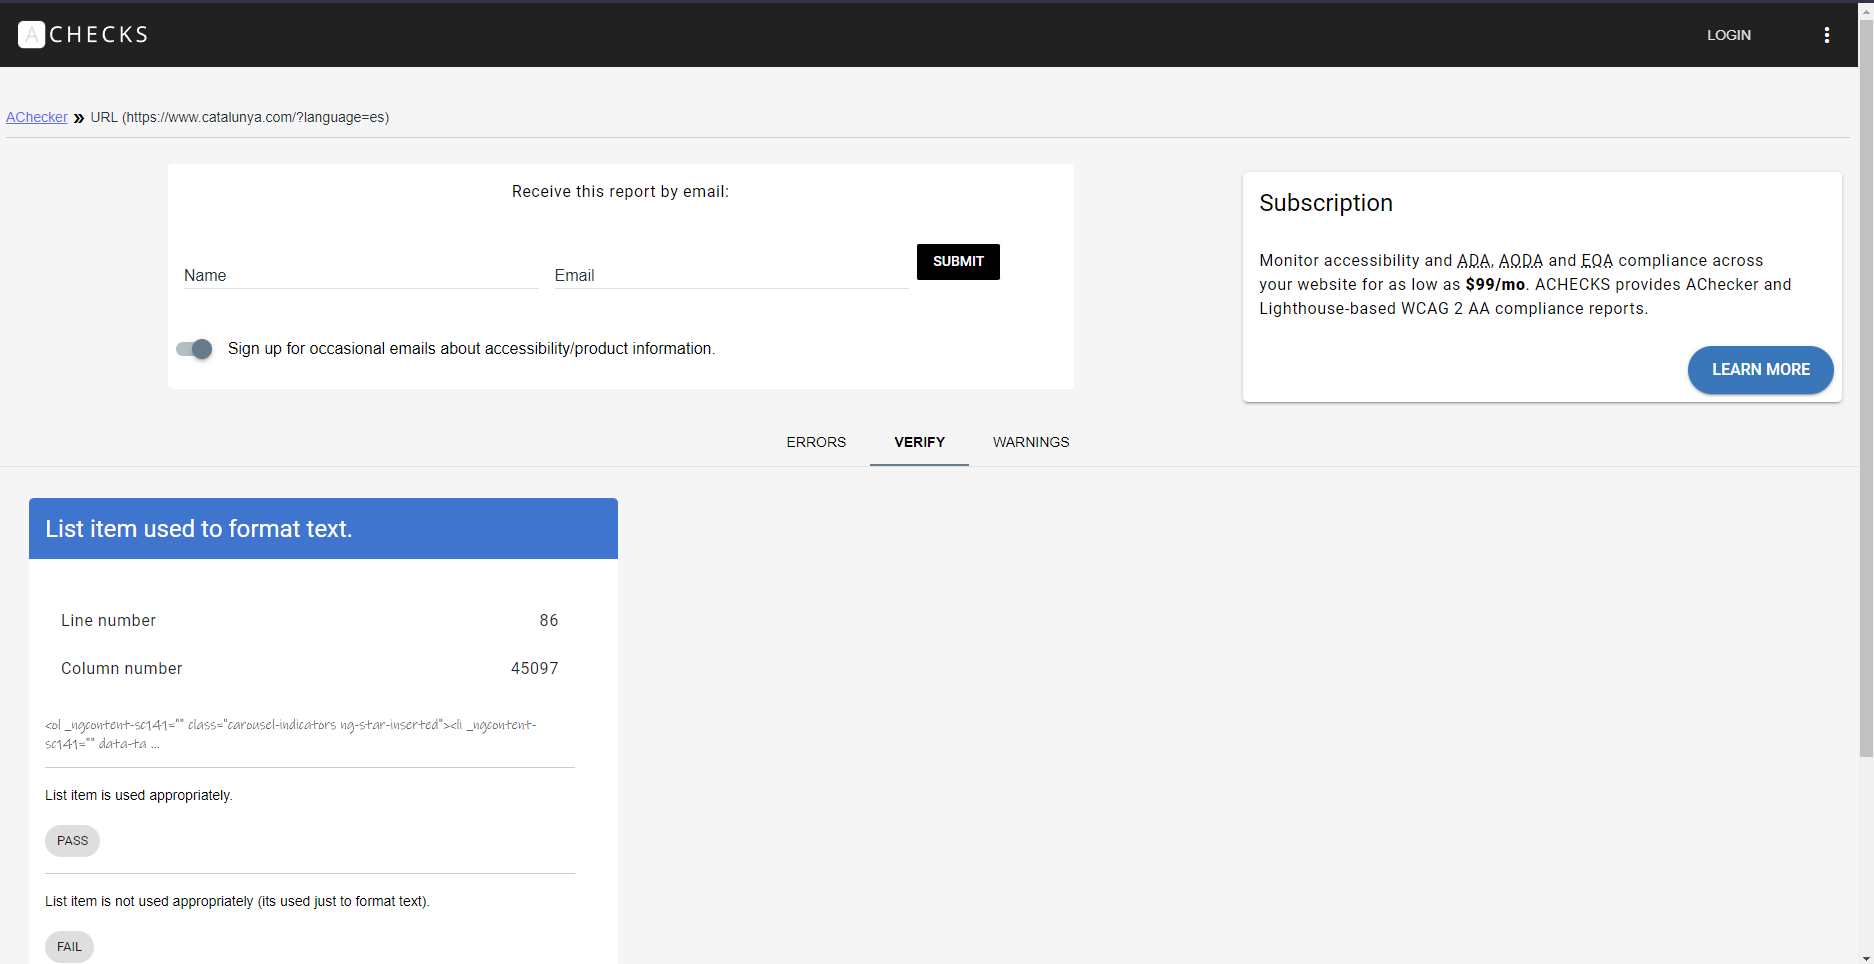 ACHECKS
LOGIN
AChecker » URL (https://www.catalunya.com/?language=es)
Receive this report by email:
Name
Email
SUBMIT
Sign up for occasional emails about accessibility/product information.
Subscription
Monitor accessibility and ADA, AODA and EQA compliance across
your website for as low as $99/mo. ACHECKS provides AChecker and
Lighthouse-based WCAG 2 AA compliance reports.
LEARN MORE
ERRORS
VERIFY
WARNINGS
List item used to format text.
Line number 86
Column number 45097
<ol _ngcontent-sc141="" class="carousel-indicators ng-star-inserted"><li _ngcontent-
sc141="" data-ta ...
List item is used appropriately.
PASS
List item is not used appropriately (its used just to format text).
FAIL